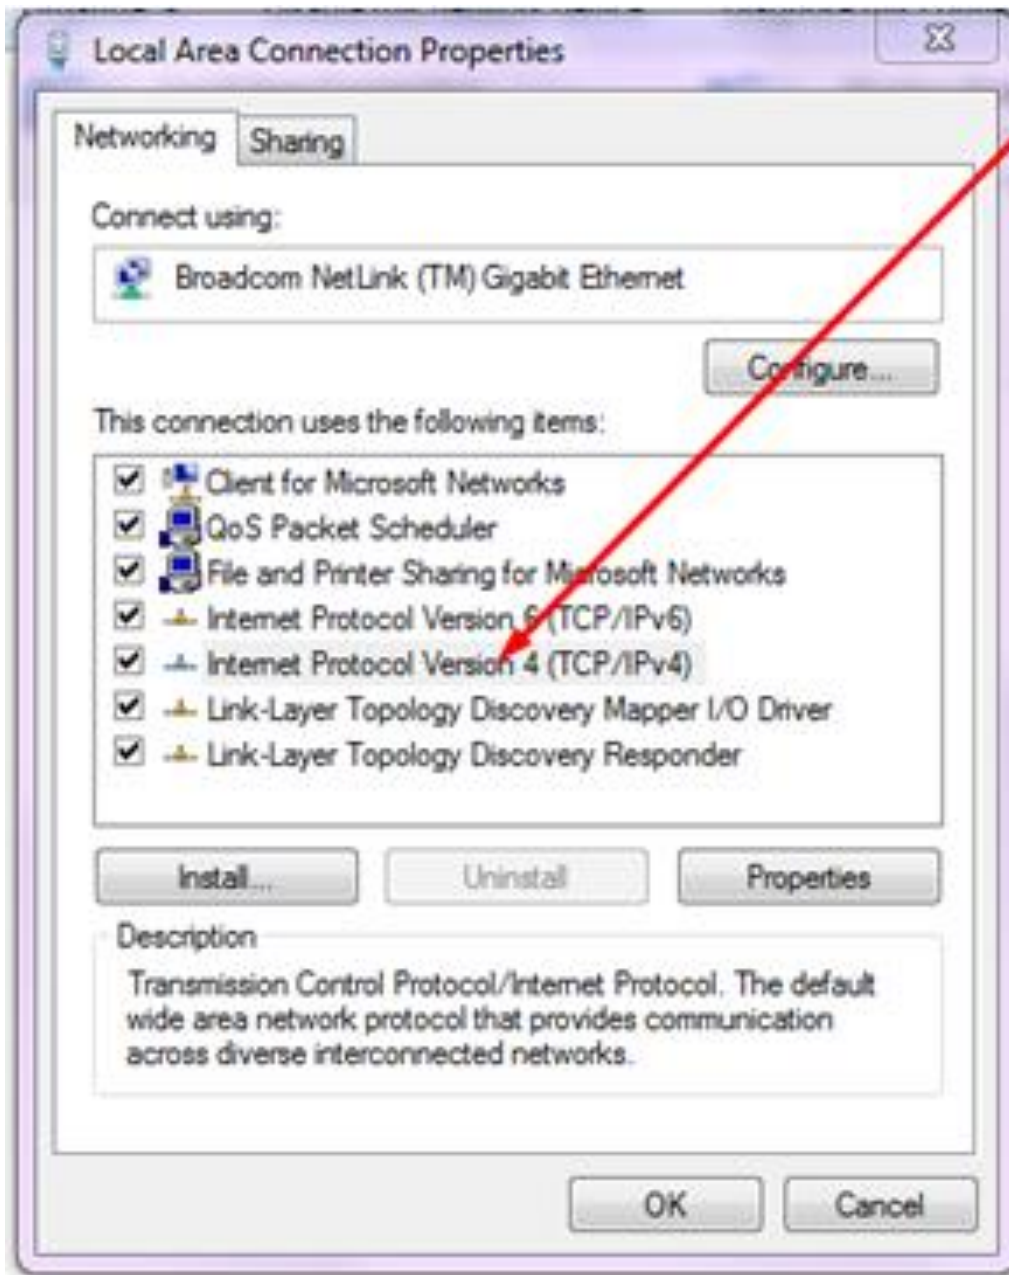 Local Area Connection Properties
Networking
Sharing
Connect using:
Broadcom NetLink (TM) Gigabit Ethernet
Configure...
This connection uses the following items:
Client for Microsoft Networks
QoS Packet Scheduler
File and Printer Sharing for Microsoft Networks
Internet Protocol Version 6 (TCP/IPv6)
Internet Protocol Version 4 (TCP/IPv4)
Link-Layer Topology Discovery Mapper I/O Driver
Link-Layer Topology Discovery Responder
Install...
Uninstall
Properties
Description
Transmission Control Protocol/Internet Protocol. The default
wide area network protocol that provides communication
across diverse interconnected networks.
OK
Cancel